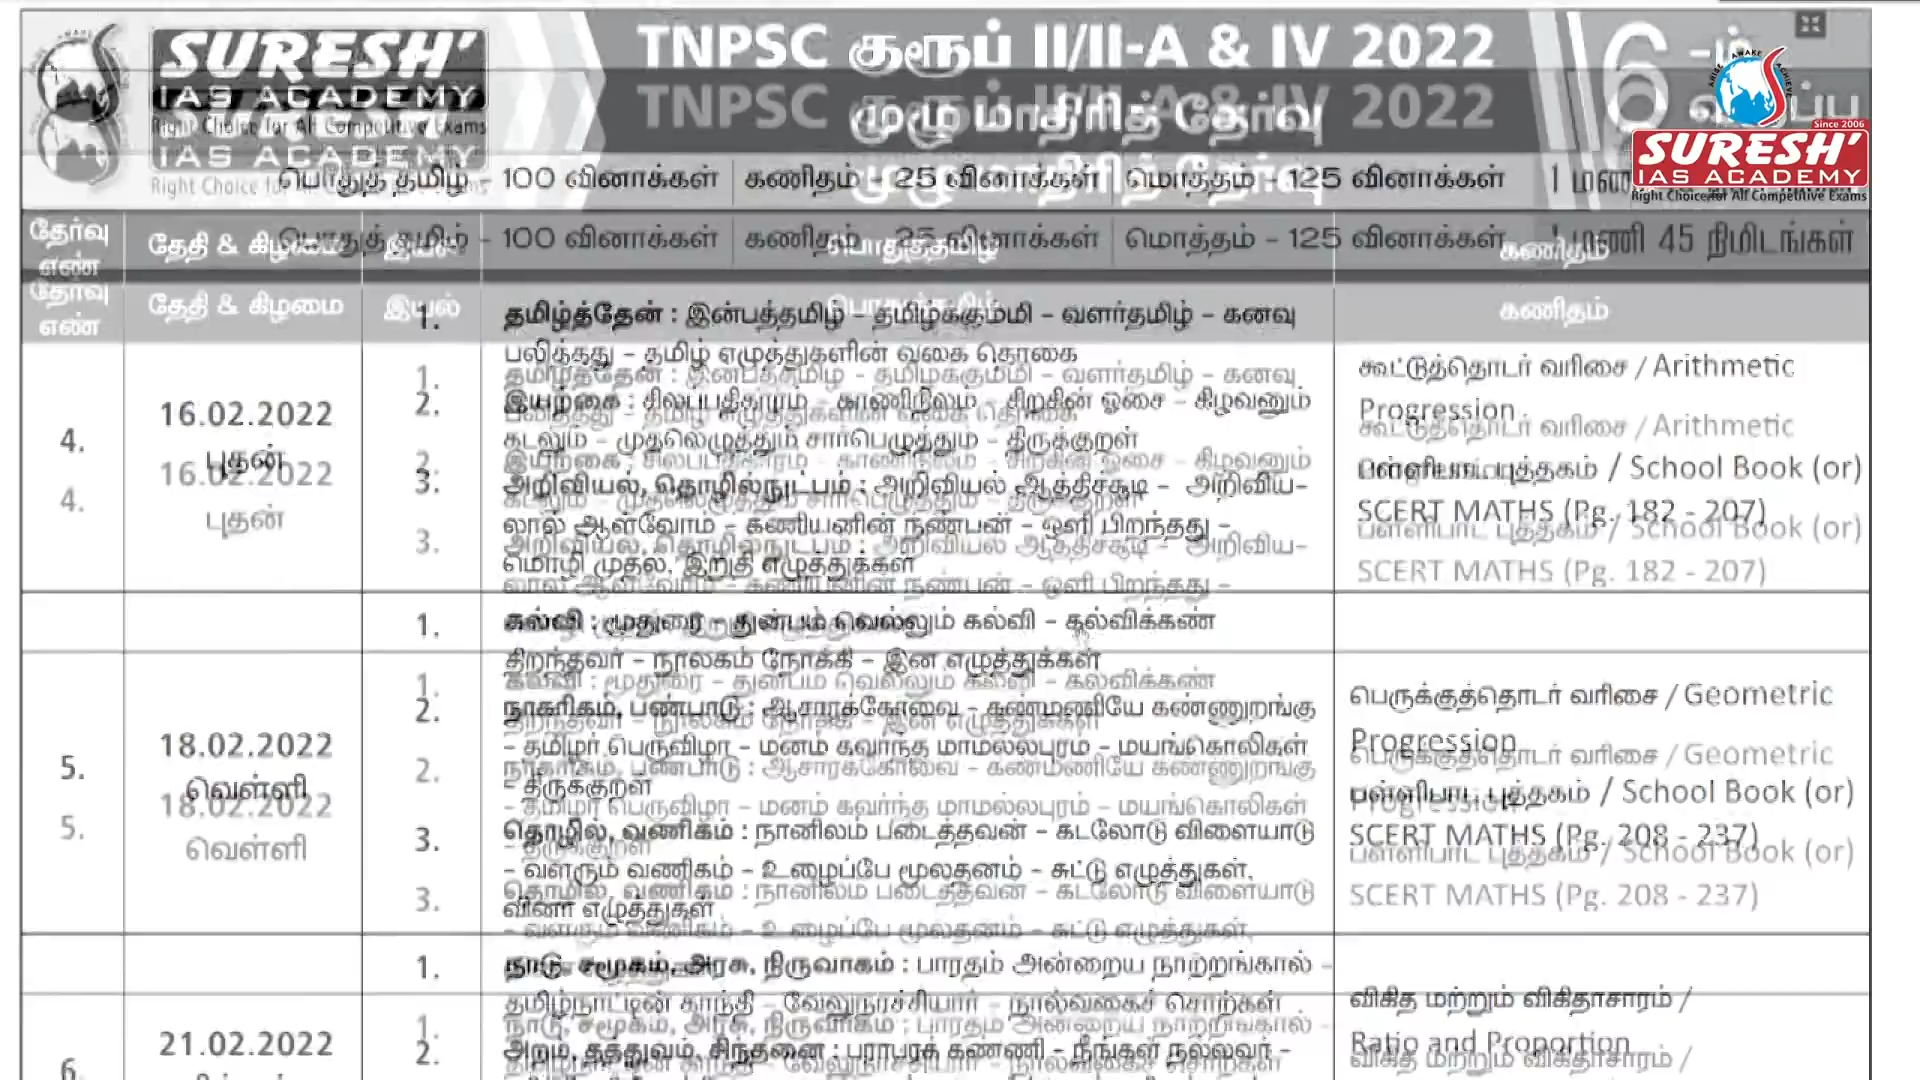 SURESH'
IAS ACADEMY
Right Choice for All Competitive Exams
TNPSC குரூப் II/II-A & IV 2022
முழு மாதிரித் தேர்வு
6 -ம் வகுப்பு
Since 2006
SURESH'
IAS ACADEMY
Right Choice for All Competitive Exams
பொதுத் தமிழ் - 100 வினாக்கள் | கணிதம் - 25 வினாக்கள் | மொத்தம் - 125 வினாக்கள்
1 மணி 45 நிமிடங்கள்
தேர்வு எண்
தேதி & கிழமை
இயல்
பொதுத்தமிழ்
கணிதம்
4.
16.02.2022
புதன்
1. தமிழ்த்தேன் : இன்பத்தமிழ் – தமிழ்க்கும்மி – வளர்தமிழ் – கனவு
பலித்தது – தமிழ் எழுத்துகளின் வகை தொகை
2. இயற்கை : சிலப்பதிகாரம் – காணிநிலம் – சிறகின் ஓசை – கிழவனும்
கடலும் – முதலெழுத்தும் சார்பெழுத்தும் – திருக்குறள்
3. அறிவியல், தொழில்நுட்பம் : அறிவியல் ஆத்திச்சூடி – அறிவிய-
லால் ஆள்வோம் – கணியனின் நண்பன் – ஒளி பிறந்தது –
மொழி முதல், இறுதி எழுத்துக்கள்
கூட்டுத்தொடர் வரிசை / Arithmetic
Progression
பள்ளிபாட புத்தகம் / School Book (or)
SCERT MATHS (Pg. 182 - 207)
5.
18.02.2022
வெள்ளி
1. கல்வி : மூதுரை – துன்பம் வெல்லும் கல்வி – கல்விக்கண்
திறந்தவர் – நூலகம் நோக்கி – இன எழுத்துக்கள்
2. நாகரிகம், பண்பாடு : ஆசாரக்கோவை – கண்மணியே கண்ணுறங்கு
– தமிழர் பெருவிழா – மனம் கவர்ந்த மாமல்லபுரம் – மயங்கொலிகள்
– திருக்குறள்
3. தொழில், வணிகம் : நானிலம் படைத்தவன் – கடலோடு விளையாடு
– வளரும் வணிகம் – உழைப்பே மூலதனம் – சுட்டு எழுத்துகள்,
வினா எழுத்துகள்
பெருக்குத்தொடர் வரிசை / Geometric
Progression
பள்ளிபாட புத்தகம் / School Book (or)
SCERT MATHS (Pg. 208 - 237)
6.
21.02.2022
1. நாடு, சமூகம், அரசு, நிருவாகம் : பாரதம் அன்றைய நாற்றங்கால் –
தமிழ்நாட்டின் காந்தி – வேலுநாச்சியார் – நால்வகைச் சொற்கள்
2. அறம், தத்துவம், சிந்தனை : பராபரக் கண்ணி – நீங்கள் நல்லவர் –
விகித மற்றும் விகிதாசாரம் /
Ratio and Proportion